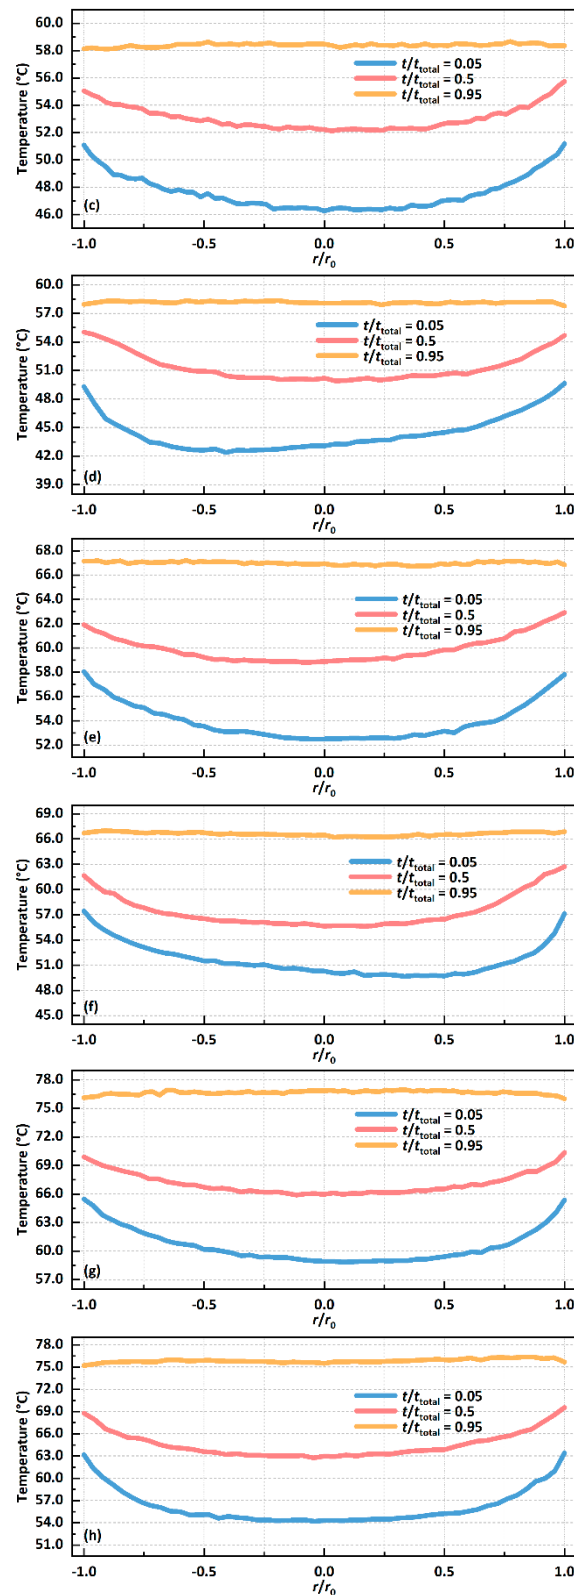 60.0
58.0
56.0
54.0
52.0
50.0
48.0
46.0
Temperature (°C)
t/ttotal = 0.05
t/ttotal = 0.5
t/ttotal = 0.95
(c)
-1.0 -0.5 0.0 0.5 1.0
r/r0
60.0
57.0
54.0
51.0
48.0
45.0
42.0
39.0
Temperature (°C)
t/ttotal = 0.05
t/ttotal = 0.5
t/ttotal = 0.95
(d)
-1.0 -0.5 0.0 0.5 1.0
r/r0
68.0
66.0
64.0
62.0
60.0
58.0
56.0
54.0
52.0
Temperature (°C)
t/ttotal = 0.05
t/ttotal = 0.5
t/ttotal = 0.95
(e)
-1.0 -0.5 0.0 0.5 1.0
r/r0
69.0
66.0
63.0
60.0
57.0
54.0
51.0
48.0
45.0
Temperature (°C)
t/ttotal = 0.05
t/ttotal = 0.5
t/ttotal = 0.95
(f)
-1.0 -0.5 0.0 0.5 1.0
r/r0
78.0
75.0
72.0
69.0
66.0
63.0
60.0
57.0
Temperature (°C)
t/ttotal = 0.05
t/ttotal = 0.5
t/ttotal = 0.95
(g)
-1.0 -0.5 0.0 0.5 1.0
r/r0
78.0
75.0
72.0
69.0
66.0
63.0
60.0
57.0
54.0
51.0
Temperature (°C)
t/ttotal = 0.05
t/ttotal = 0.5
t/ttotal = 0.95
(h)
-1.0 -0.5 0.0 0.5 1.0
r/r0